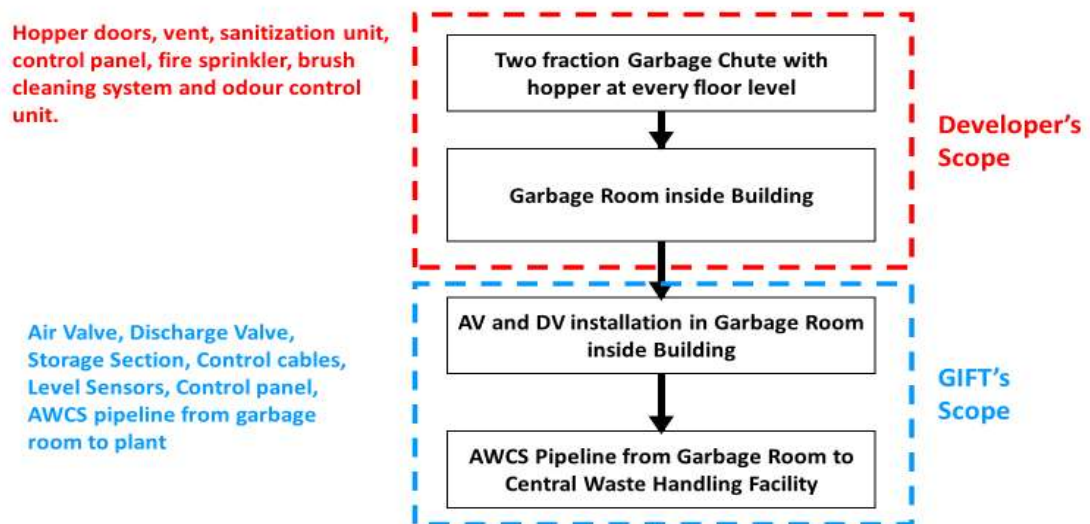 Hopper doors, vent, sanitization unit,
control panel, fire sprinkler, brush
cleaning system and odour control
unit.
Two fraction Garbage Chute with
hopper at every floor level
Developer's
Scope
Garbage Room inside Building
Air Valve, Discharge Valve,
Storage Section, Control cables,
Level Sensors, Control panel,
AWCS pipeline from garbage
room to plant
AV and DV installation in Garbage Room
inside Building
GIFT's
Scope
AWCS Pipeline from Garbage Room to
Central Waste Handling Facility